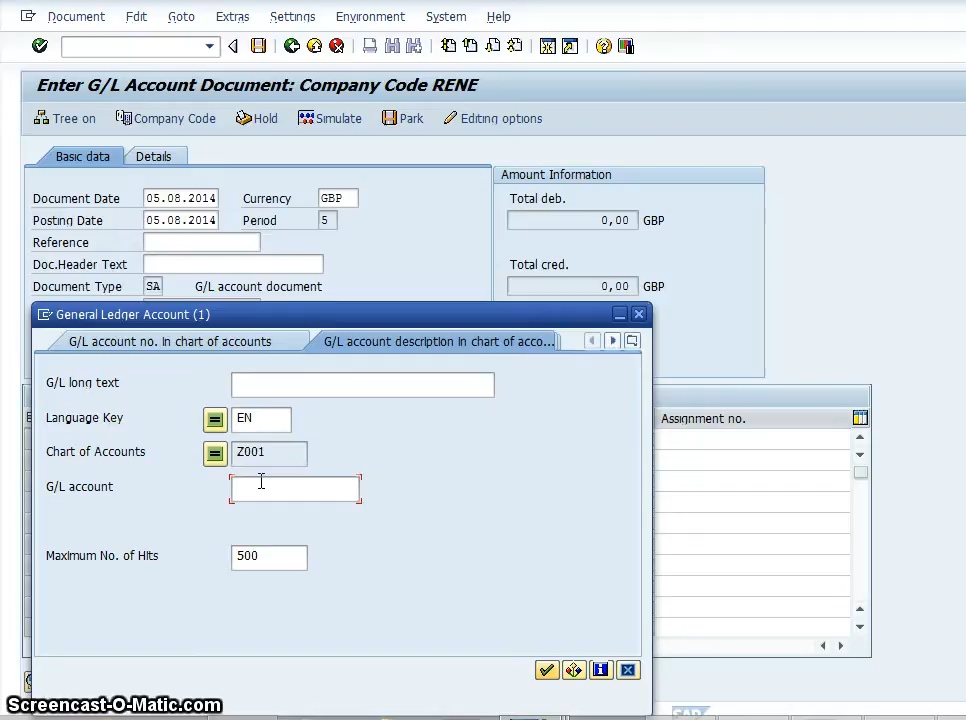 Document Edit Goto Extras Settings Environment System Help
Enter G/L Account Document: Company Code RENE
Tree on Company Code Hold Simulate Park Editing options
Basic data Details
Amount Information
Document Date 05.08.2014 Currency GBP
Total deb.
Posting Date 05.08.2014 Period 5
0,00 GBP
Reference
Doc.Header Text
Total cred.
Document Type SA G/L account document
0,00 GBP
General Ledger Account (1)
G/L account no. in chart of accounts
G/L account description in chart of acco...
G/L long text
Language Key EN
Assignment no.
Chart of Accounts Z001
G/L account
Maximum No. of Hits 500
Screencast-O-Matic.com